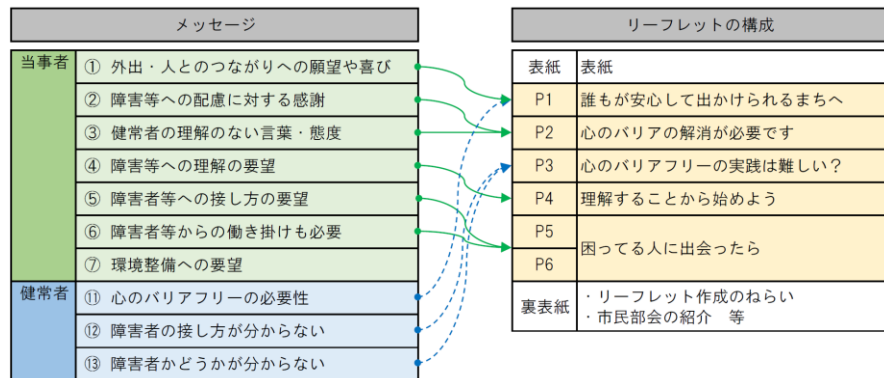 メッセージ
当事者
① 外出・人とのつながりへの願望や喜び
② 障害等への配慮に対する感謝
③ 健常者の理解のない言葉・態度
④ 障害等への理解の要望
⑤ 障害者等への接し方の要望
⑥ 障害者等からの働き掛けも必要
⑦ 環境整備への要望
健常者
⑪ 心のバリアフリーの必要性
⑫ 障害者の接し方が分からない
⑬ 障害者かどうかが分からない
リーフレットの構成
表紙 表紙
P1 誰もが安心して出かけられるまちへ
P2 心のバリアの解消が必要です
P3 心のバリアフリーの実践は難しい？
P4 理解することから始めよう
P5
困ってる人に出会ったら
P6
裏表紙
・リーフレット作成のねらい
・市民部会の紹介　等